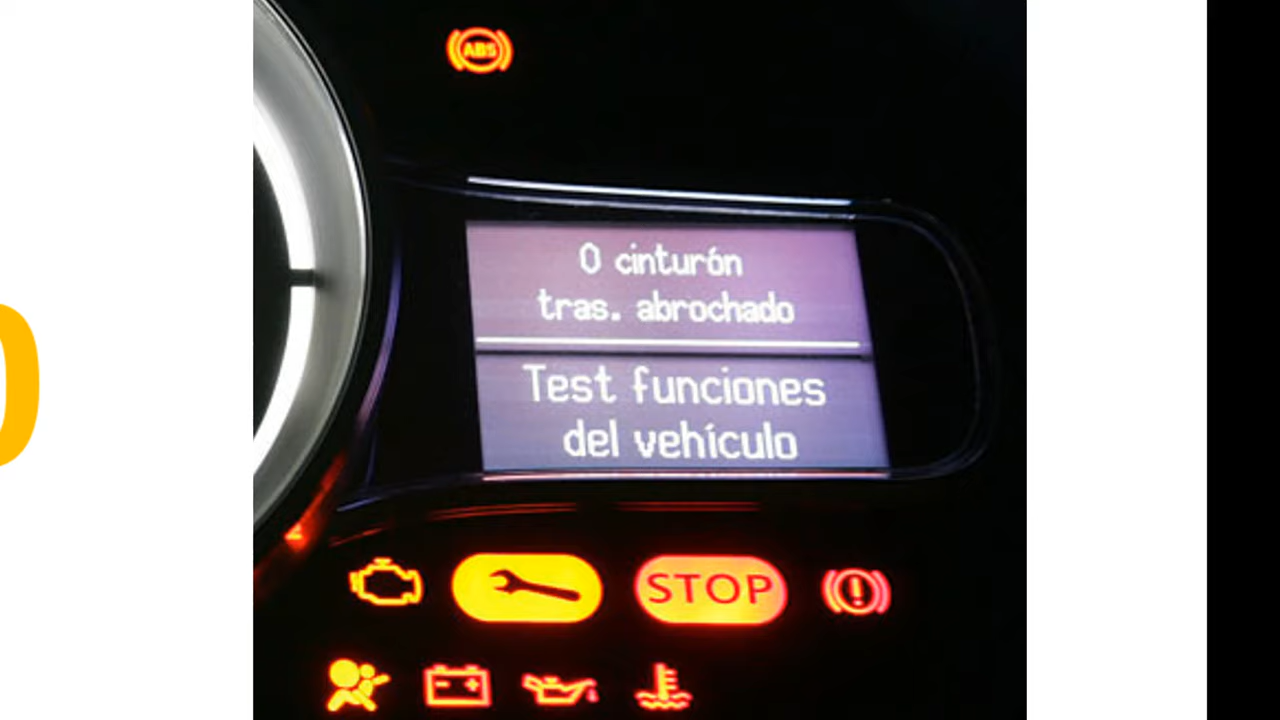 ABS
0 cinturón
tras. abrochado
Test funciones
del vehículo
STOP